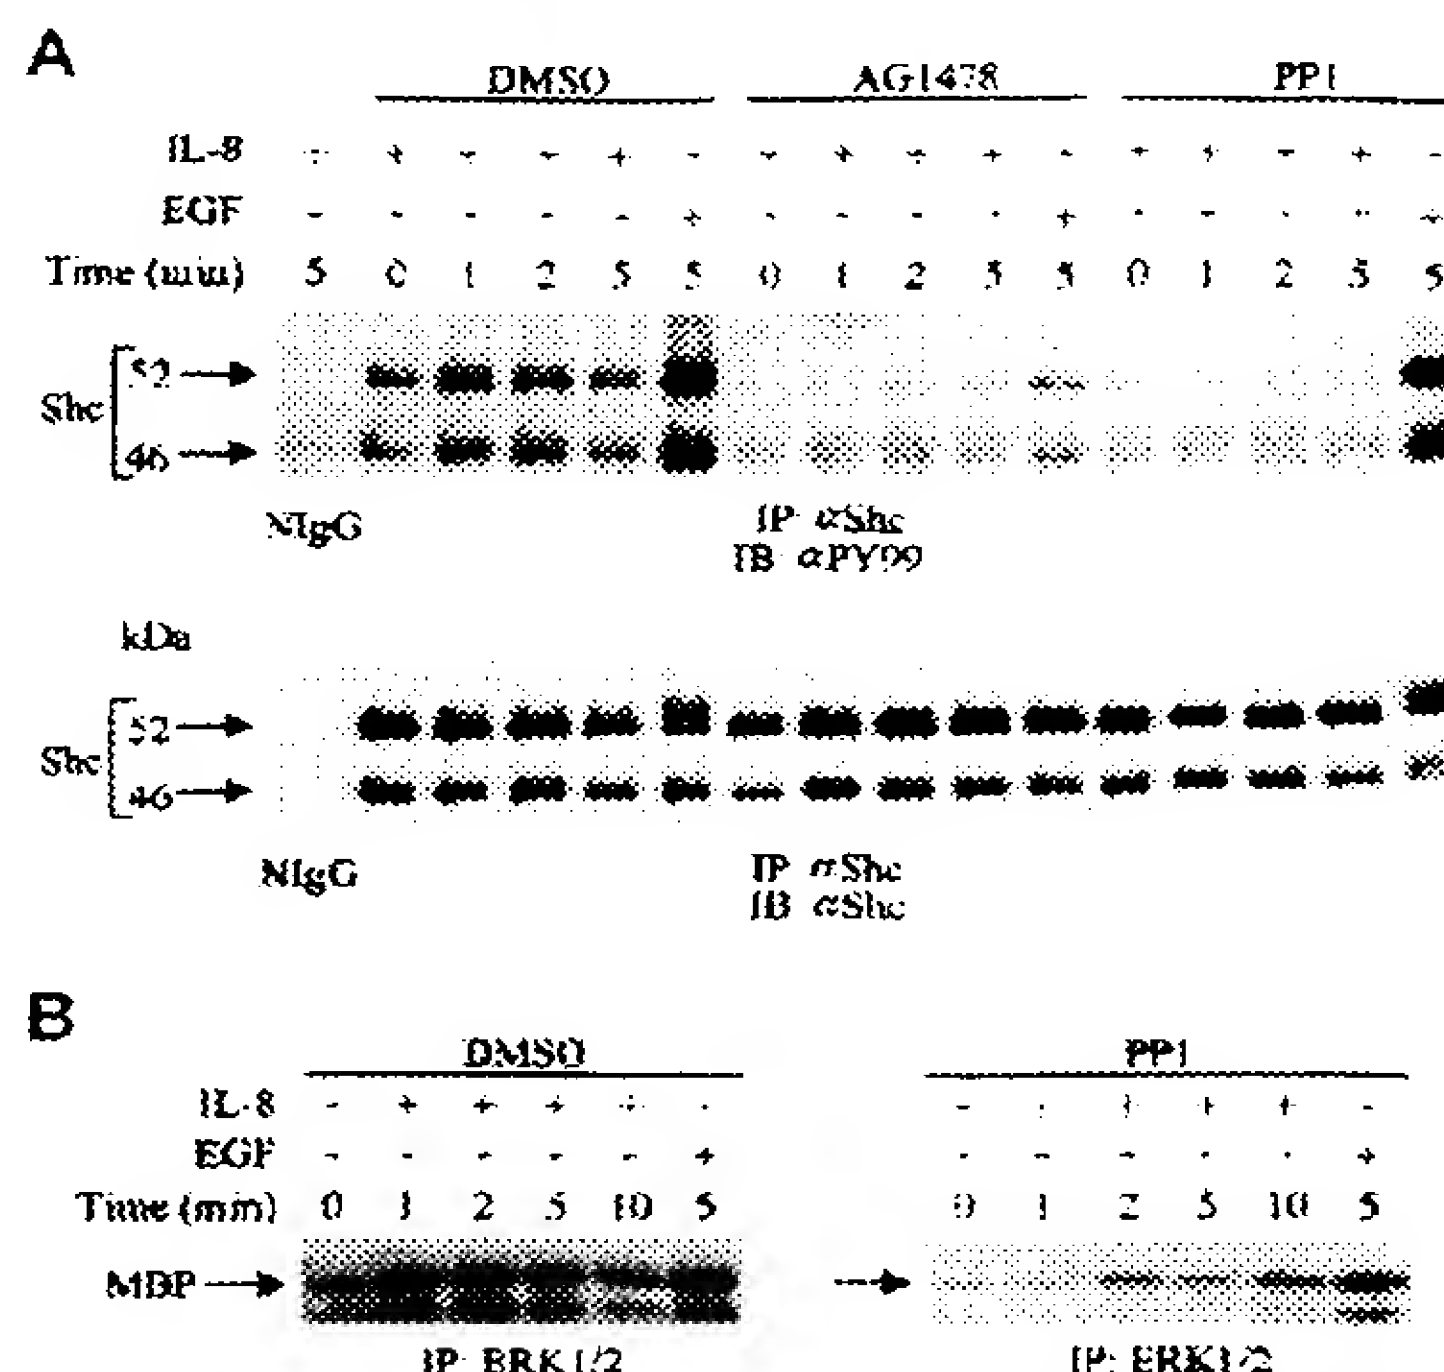 A
DMSO AG1478 PP1
IL-8 + + + + + - + + + + - + + + + -
EGF - - - - - + - - - - + - - - - +
Time (min) 5 0 1 2 5 5 0 1 2 5 5 0 1 2 5 5
Shc
52
46
NIgG
IP: αShc
IB: αPY99
kDa
Shc
52
46
NIgG
IP αShc
IB αShc
B
DMSO PP1
IL-8 - + + + + - - + + + + -
EGF - - - - - + - - - - - +
Time (min) 0 1 2 5 10 5 0 1 2 5 10 5
MBP
IP: ERK1/2 IP: ERK1/2